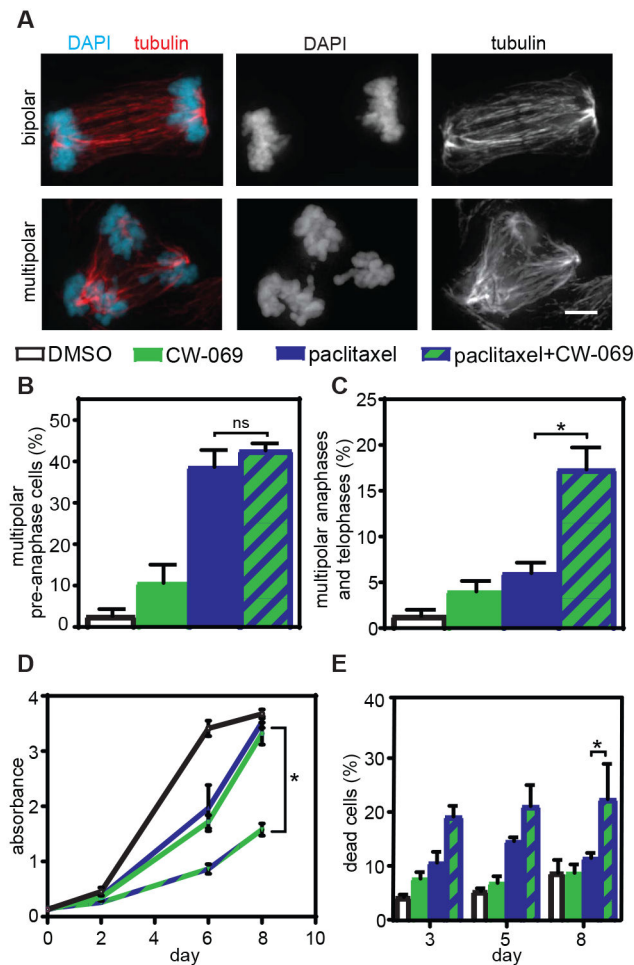 A
DAPI tubulin
DAPI
tubulin
bipolar
multipolar
DMSO
CW-069
paclitaxel
paclitaxel+CW-069
B
multipolar
pre-anaphase cells (%)
50
40
30
20
10
0
ns
C
multipolar anaphases
and telophases (%)
25
20
15
10
5
0
*
D
absorbance
4
3
2
1
0
0 2 4 6 8 10
day
*
E
dead cells (%)
40
30
20
10
0
3 5 8
day
*